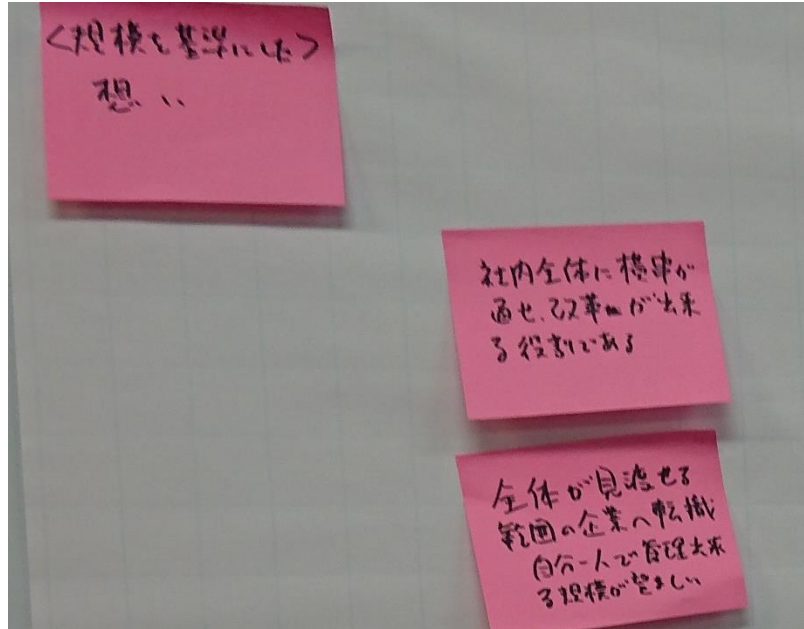 <規模を基準にした>
想い
社内全体に横串が
通せ、改革が出来
る役割である
全体が見渡せる
範囲の企業へ転職
自分一人で管理出来
る規模が望ましい